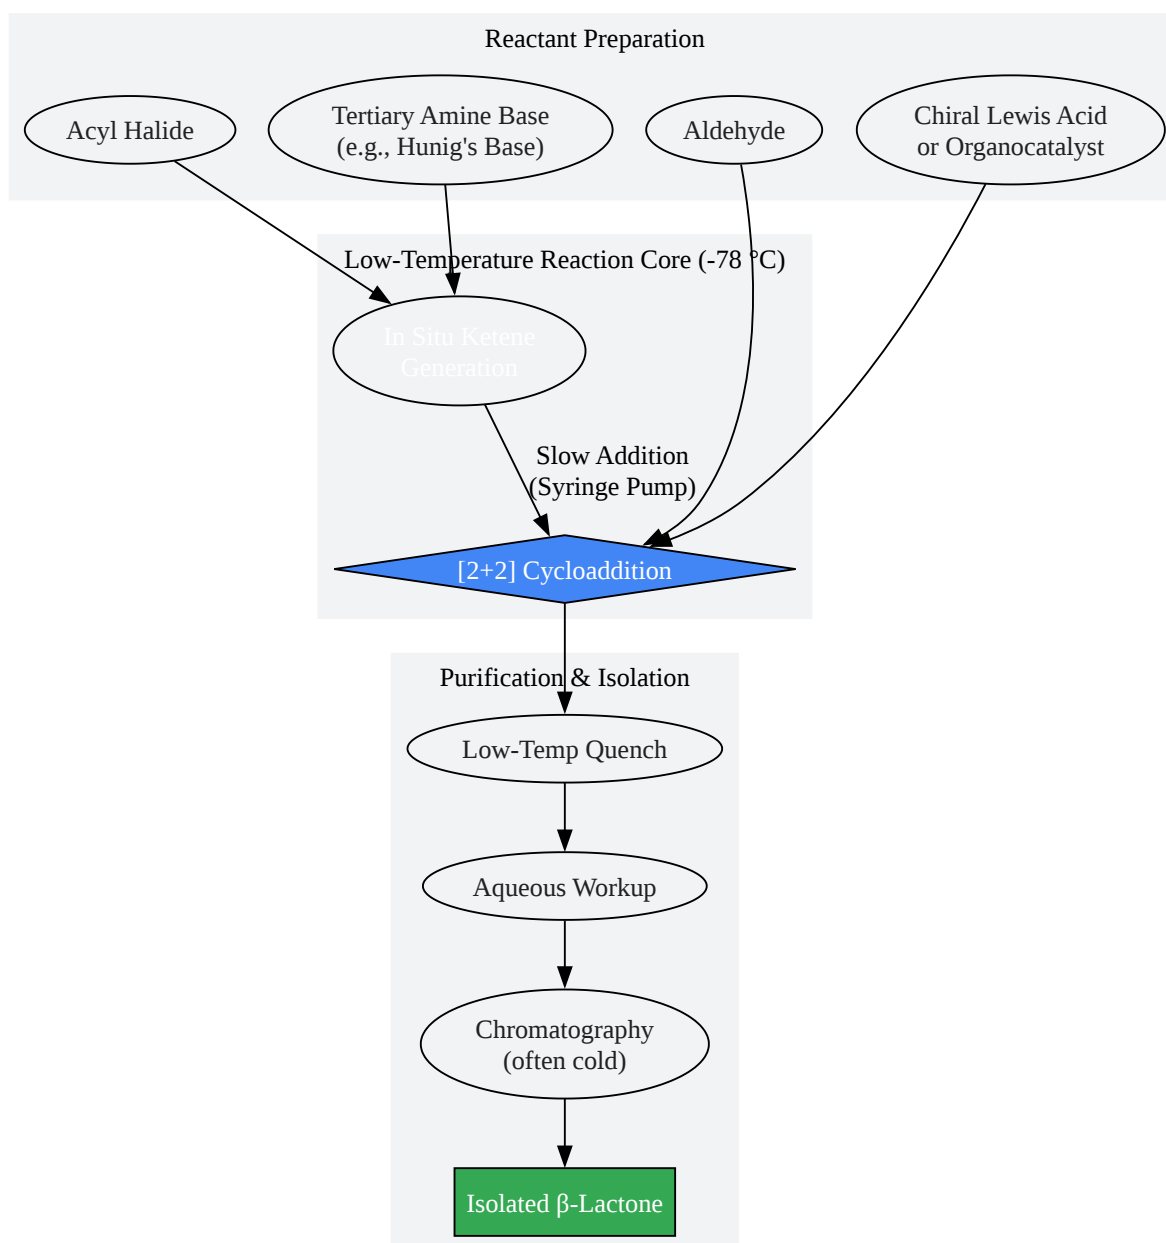 Reactant Preparation
Acyl Halide
Tertiary Amine Base
(e.g., Hunig's Base)
Aldehyde
Chiral Lewis Acid
or Organocatalyst
Low-Temperature Reaction Core (-78 °C)
In Situ Ketene
Generation
Slow Addition
(Syringe Pump)
[2+2] Cycloaddition
Purification & Isolation
Low-Temp Quench
Aqueous Workup
Chromatography
(often cold)
Isolated β-Lactone